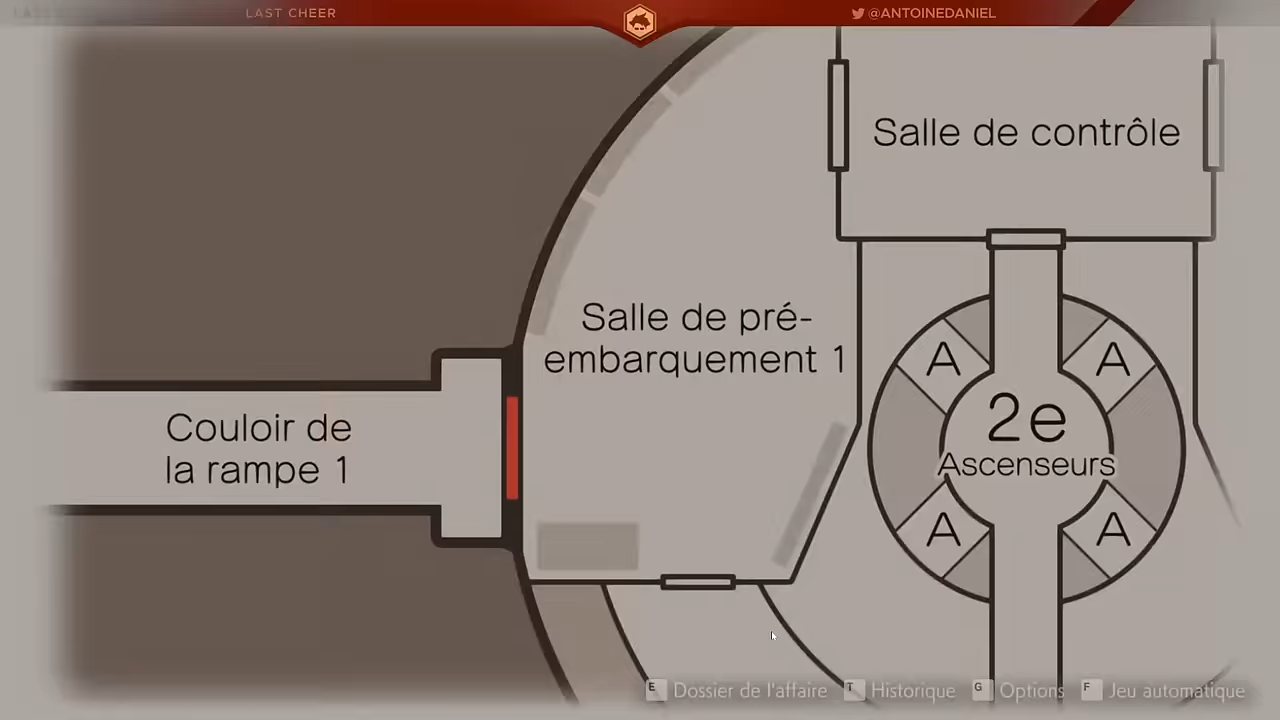 LAST CHEER
@ANTOINEDANIEL
Salle de contrôle
Salle de pré-
embarquement 1
Couloir de
la rampe 1
A
A
2e
Ascenseurs
A
A
E Dossier de l'affaire
T Historique
G Options
F Jeu automatique